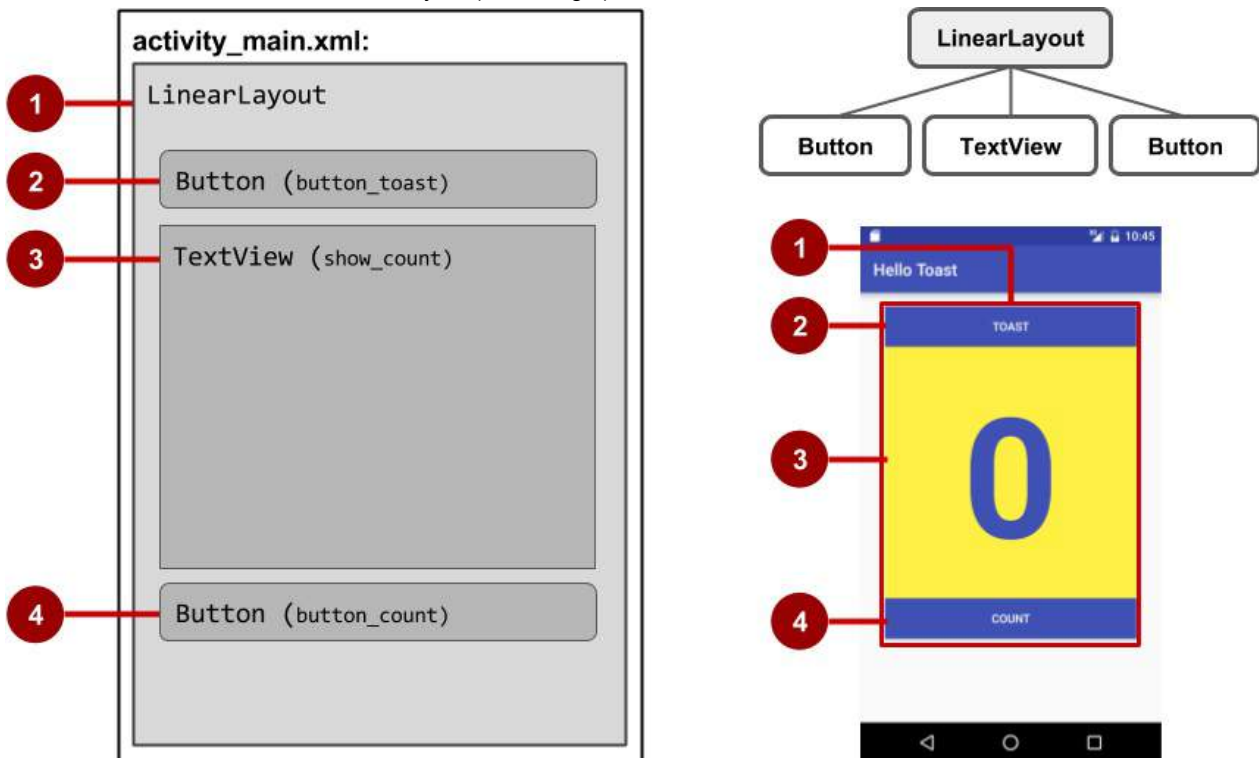 activity_main.xml:
1
LinearLayout
2
Button (button_toast)
3
TextView (show_count)
4
Button (button_count)
LinearLayout
Button
TextView
Button
10:45
Hello Toast
1
2
TOAST
3
0
4
COUNT